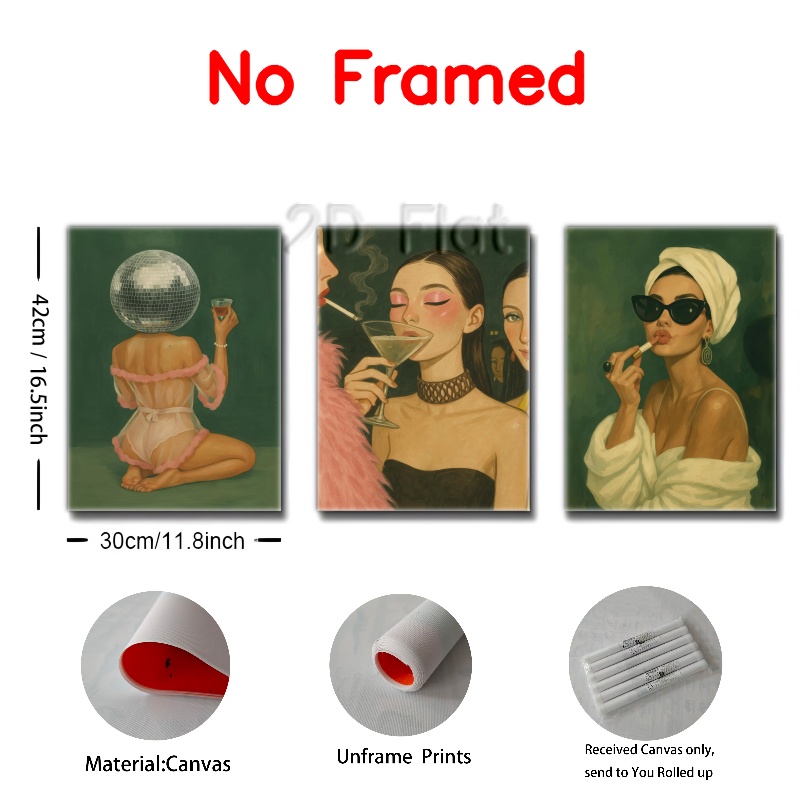 No Framed
2D Flat
42cm / 16.5inch
30cm/11.8inch
Material:Canvas
Unframe Prints
Received Canvas only,
send to You Rolled up